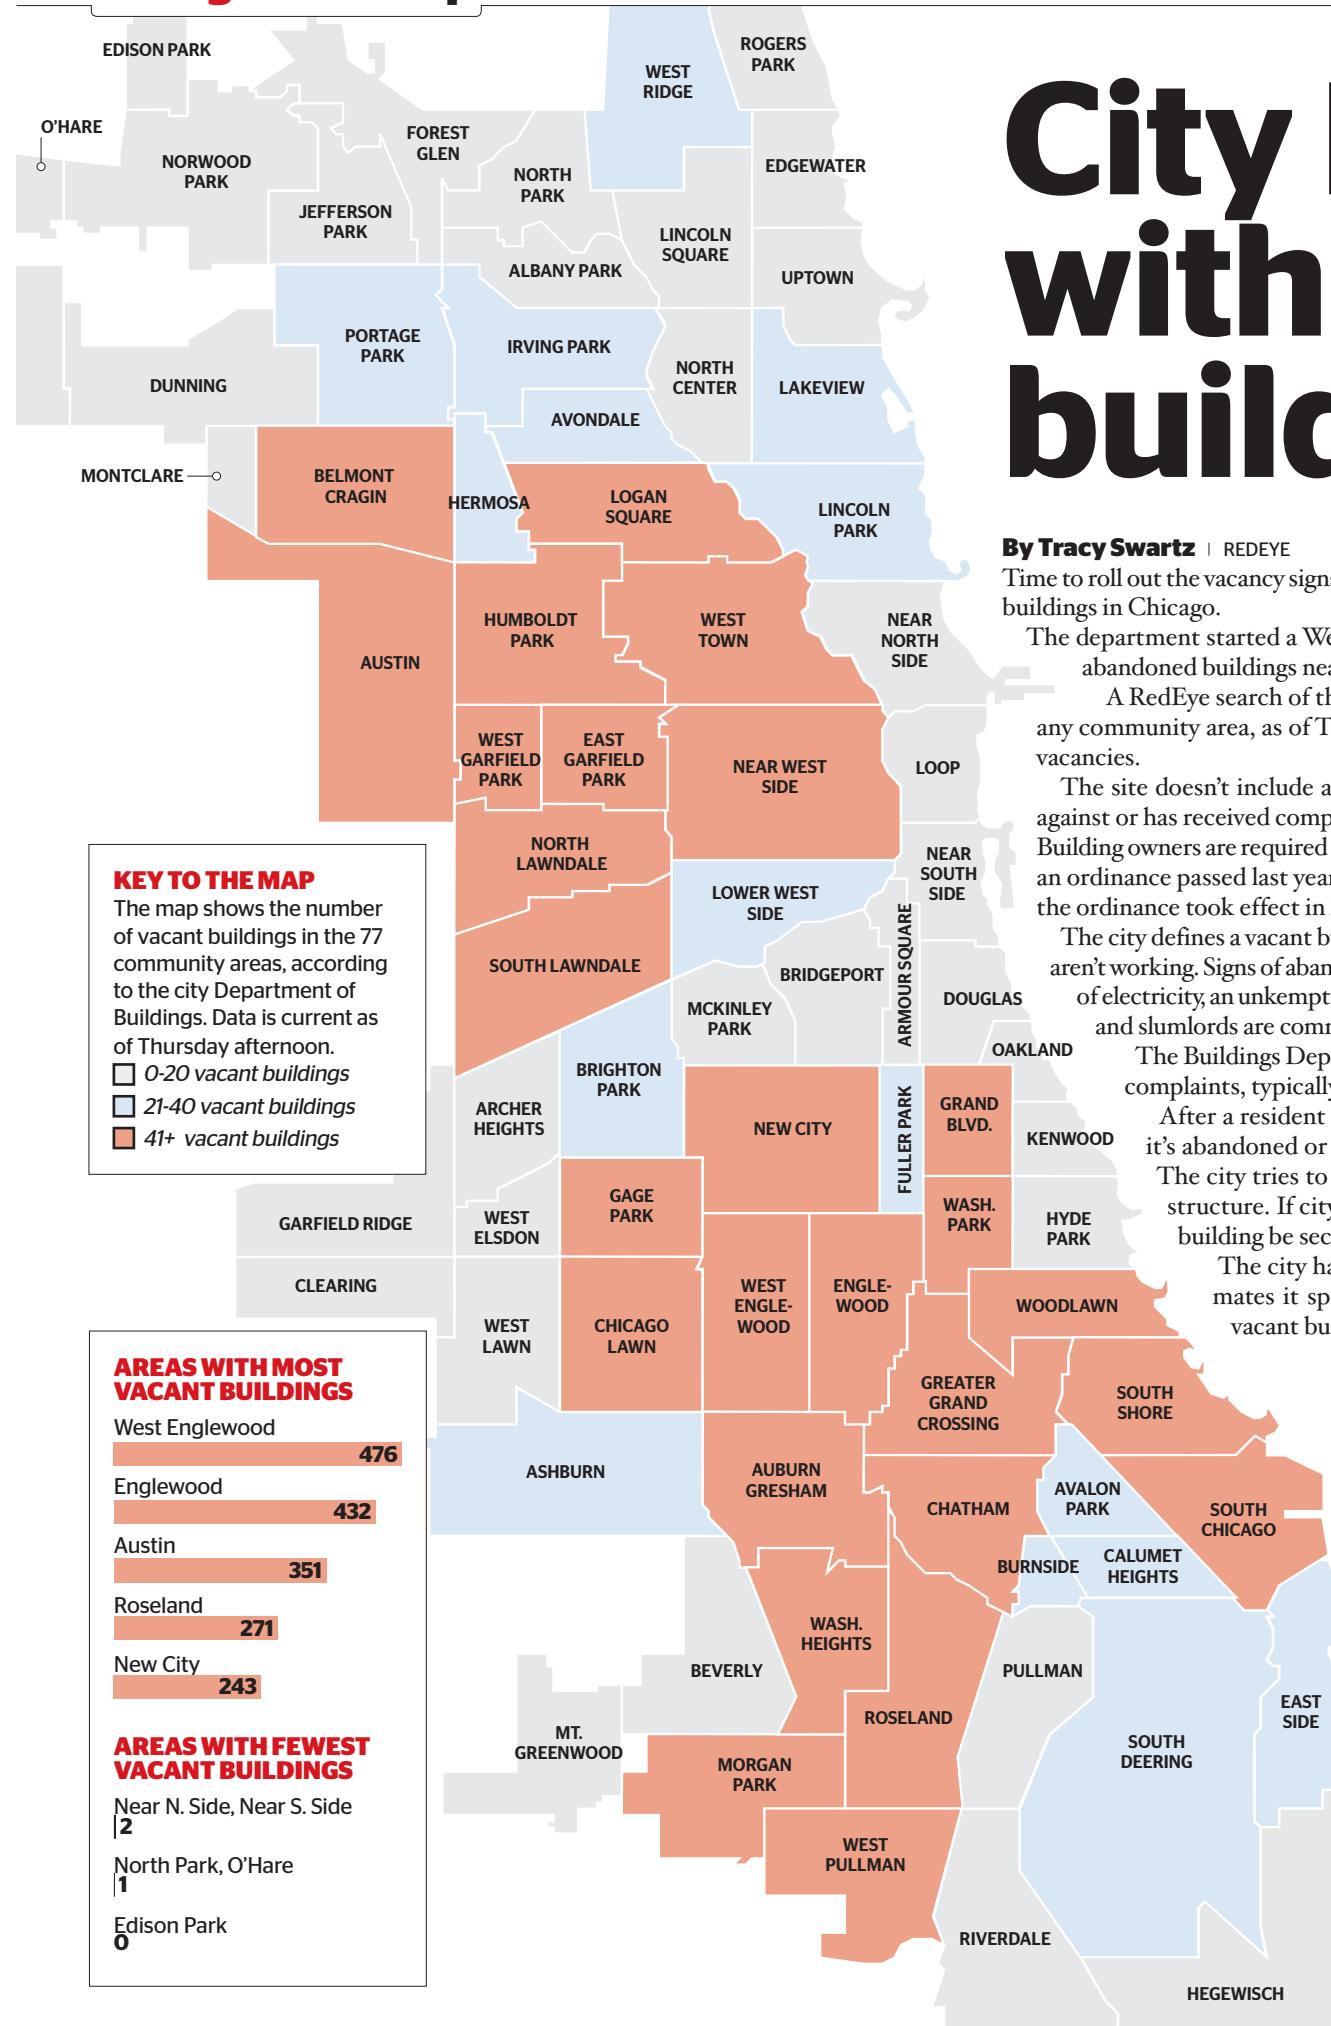 City
with
build
By Tracy Swartz | REDEYE
Time to roll out the vacancy signs
buildings in Chicago.
The department started a We
abandoned buildings nea
A RedEye search of th
any community area, as of T
vacancies.
The site doesn't include a
against or has received comp
Building owners are required
an ordinance passed last year
the ordinance took effect in
The city defines a vacant bu
aren't working. Signs of aban
of electricity, an unkempt
and slumlords are comm
The Buildings Dep
complaints, typically
After a resident
it's abandoned or
The city tries to
structure. If city
building be sec
The city ha
mates it sp
vacant bu
EDISON PARK
O'HARE
NORWOOD
PARK
JEFFERSON
PARK
FOREST
GLEN
NORTH
PARK
WEST
RIDGE
ROGERS
PARK
EDGEWATER
LINCOLN
SQUARE
ALBANY PARK
UPTOWN
PORTAGE
PARK
IRVING PARK
NORTH
CENTER
LAKEVIEW
DUNNING
AVONDALE
MONTCLARE
BELMONT
CRAGIN
HERMOSA
LOGAN
SQUARE
LINCOLN
PARK
AUSTIN
HUMBOLDT
PARK
WEST
TOWN
NEAR
NORTH
SIDE
WEST
GARFIELD
PARK
EAST
GARFIELD
PARK
NEAR WEST
SIDE
LOOP
NORTH
LAWNDALE
NEAR
SOUTH
SIDE
LOWER WEST
SIDE
SOUTH LAWNDALE
BRIDGEPORT
ARMOUR SQUARE
DOUGLAS
MCKINLEY
PARK
OAKLAND
BRIGHTON
PARK
ARCHER
HEIGHTS
NEW CITY
FULLER PARK
GRAND
BLVD.
KENWOOD
GARFIELD RIDGE
WEST
ELSDON
GAGE
PARK
WASH.
PARK
HYDE
PARK
CLEARING
WEST
LAWN
CHICAGO
LAWN
WEST
ENGLE-
WOOD
ENGLE-
WOOD
WOODLAWN
GREATER
GRAND
CROSSING
SOUTH
SHORE
ASHBURN
AUBURN
GRESHAM
CHATHAM
AVALON
PARK
SOUTH
CHICAGO
BURNSIDE
CALUMET
HEIGHTS
WASH.
HEIGHTS
BEVERLY
PULLMAN
ROSELAND
EAST
SIDE
MT.
GREENWOOD
MORGAN
PARK
SOUTH
DEERING
WEST
PULLMAN
RIVERDALE
HEGEWISCH
KEY TO THE MAP
The map shows the number
of vacant buildings in the 77
community areas, according
to the city Department of
Buildings. Data is current as
of Thursday afternoon.
0-20 vacant buildings
21-40 vacant buildings
41+ vacant buildings
AREAS WITH MOST
VACANT BUILDINGS
West Englewood
476
Englewood
432
Austin
351
Roseland
271
New City
243
AREAS WITH FEWEST
VACANT BUILDINGS
Near N. Side, Near S. Side
2
North Park, O'Hare
1
Edison Park
0